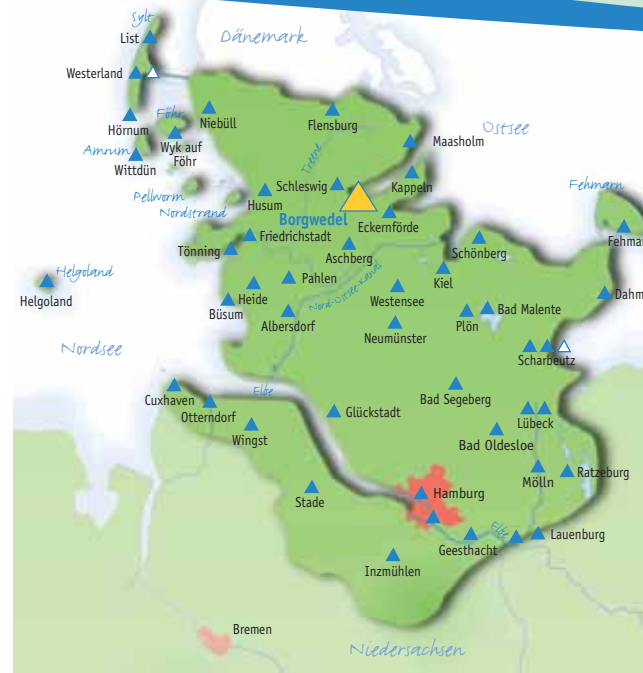 Sylt
List
Dänemark
Westerland
Föhr
Niebüll
Flensburg
Hörnum
Ostsee
Maasholm
Amrum
Wyk auf
Föhr
Wittdün
Treene
Kappeln
Fehmarn
Pellworm
Schleswig
Husum
Nordstrand
Borgwedel
Eckernförde
Friedrichstadt
Fehmar
Tönning
Aschberg
Schönberg
Helgoland
Pahlen
Kiel
Helgoland
Heide
Nord-Ostsee-Kanal
Westensee
Dahm
Büsum
Albersdorf
Plön
Bad Malente
Neumünster
Nordsee
Scharbeutz
Elbe
Cuxhaven
Bad Segeberg
Otterndorf
Glückstadt
Lübeck
Wingst
Bad Oldesloe
Ratzeburg
Mölln
Stade
Hamburg
Elbe
Lauenburg
Geesthacht
Inzmühlen
Bremen
Niedersachsen